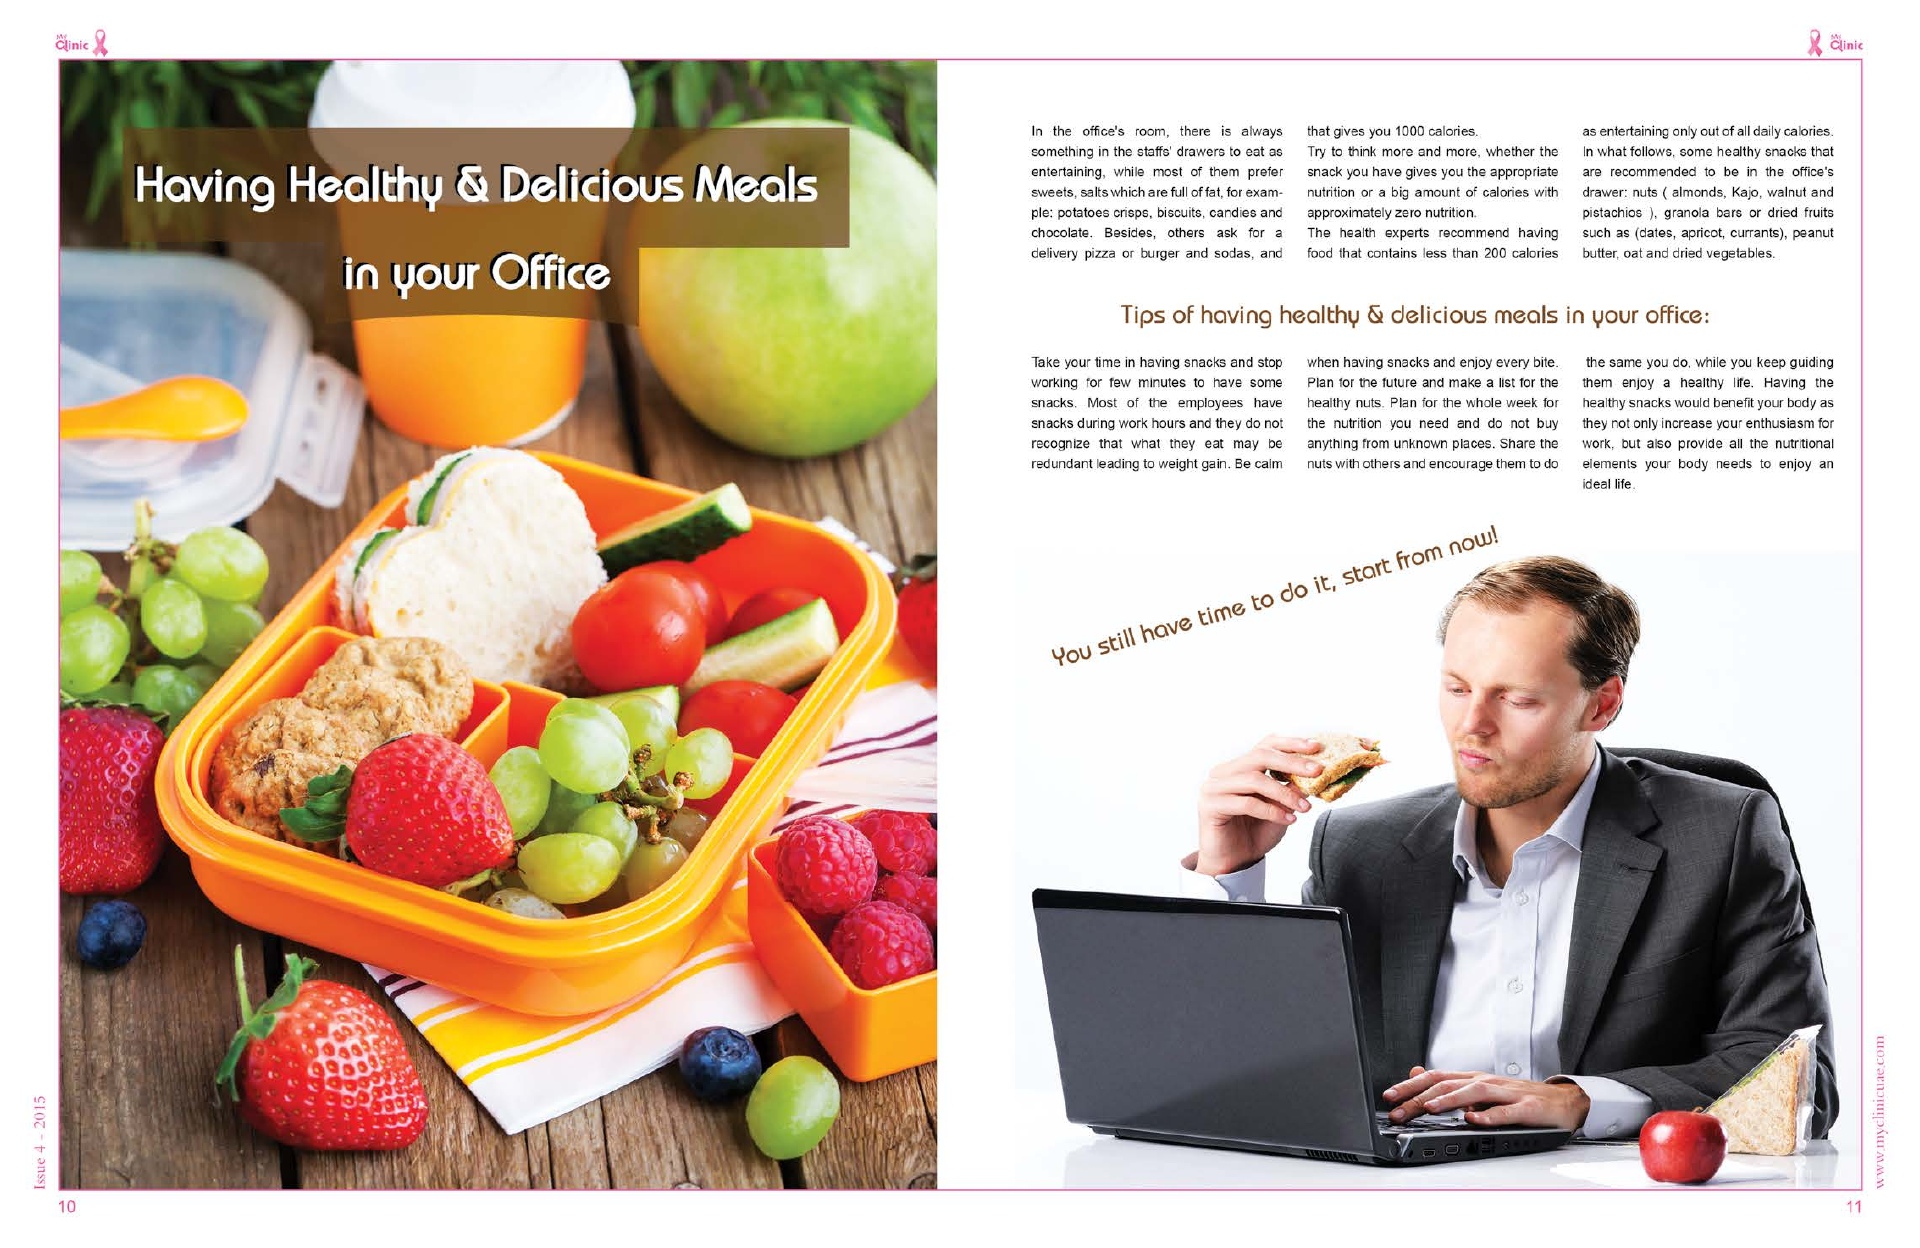 My
Clinic
Having Healthy & Delicious Meals
in your Office
Issue 4 - 2015
10
My
Clinic
In the office's room, there is always
something in the staffs' drawers to eat as
entertaining, while most of them prefer
sweets, salts which are full of fat, for exam-
ple: potatoes crisps, biscuits, candies and
chocolate. Besides, others ask for a
delivery pizza or burger and sodas, and
that gives you 1000 calories.
Try to think more and more, whether the
snack you have gives you the appropriate
nutrition or a big amount of calories with
approximately zero nutrition.
The health experts recommend having
food that contains less than 200 calories
as entertaining only out of all daily calories.
In what follows, some healthy snacks that
are recommended to be in the office's
drawer: nuts ( almonds, Kajo, walnut and
pistachios ), granola bars or dried fruits
such as (dates, apricot, currants), peanut
butter, oat and dried vegetables.
Tips of having healthy & delicious meals in your office:
Take your time in having snacks and stop
working for few minutes to have some
snacks. Most of the employees have
snacks during work hours and they do not
recognize that what they eat may be
redundant leading to weight gain. Be calm
when having snacks and enjoy every bite.
Plan for the future and make a list for the
healthy nuts. Plan for the whole week for
the nutrition you need and do not buy
anything from unknown places. Share the
nuts with others and encourage them to do
the same you do, while you keep guiding
them enjoy a healthy life. Having the
healthy snacks would benefit your body as
they not only increase your enthusiasm for
work, but also provide all the nutritional
elements your body needs to enjoy an
ideal life.
You still have time to do it, start from now!
www.myclinicuae.com
11